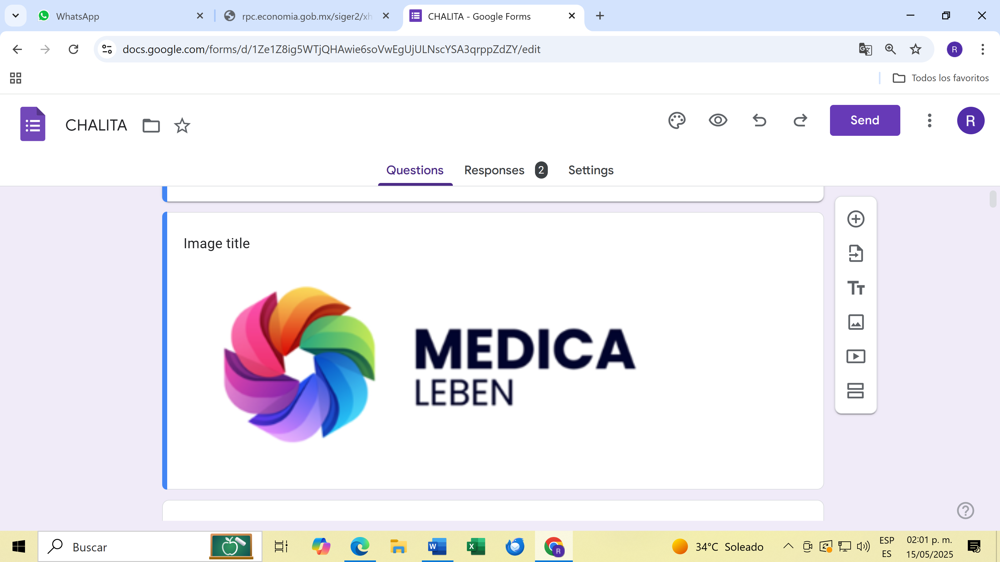 WhatsApp
rpc.economia.gob.mx/siger2/xh
CHALITA - Google Forms
docs.google.com/forms/d/1Ze1Z8ig5WTjQHAwie6soVwEgUjULNscYSA3qrppZdZY/edit
R
Todos los favoritos
CHALITA
Send
R
Questions
Responses 2
Settings
Image title
MEDICA
LEBEN
Buscar
34°C Soleado
ESP
ES
02:01 p. m.
15/05/2025